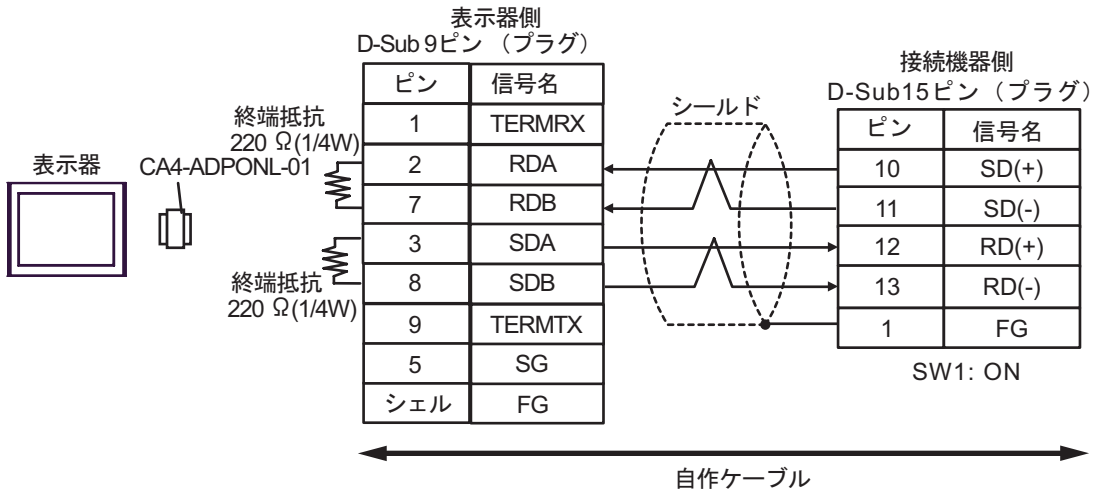 表示器側
D-Sub 9ピン （プラグ）
ピン 信号名
1 TERMRX
2 RDA
7 RDB
3 SDA
8 SDB
9 TERMTX
5 SG
シェル FG
終端抵抗
220 Ω(1/4W)
表示器
CA4-ADPONL-01
終端抵抗
220 Ω(1/4W)
シールド
接続機器側
D-Sub15ピン（プラグ）
ピン 信号名
10 SD(+)
11 SD(-)
12 RD(+)
13 RD(-)
1 FG
SW1: ON
自作ケーブル